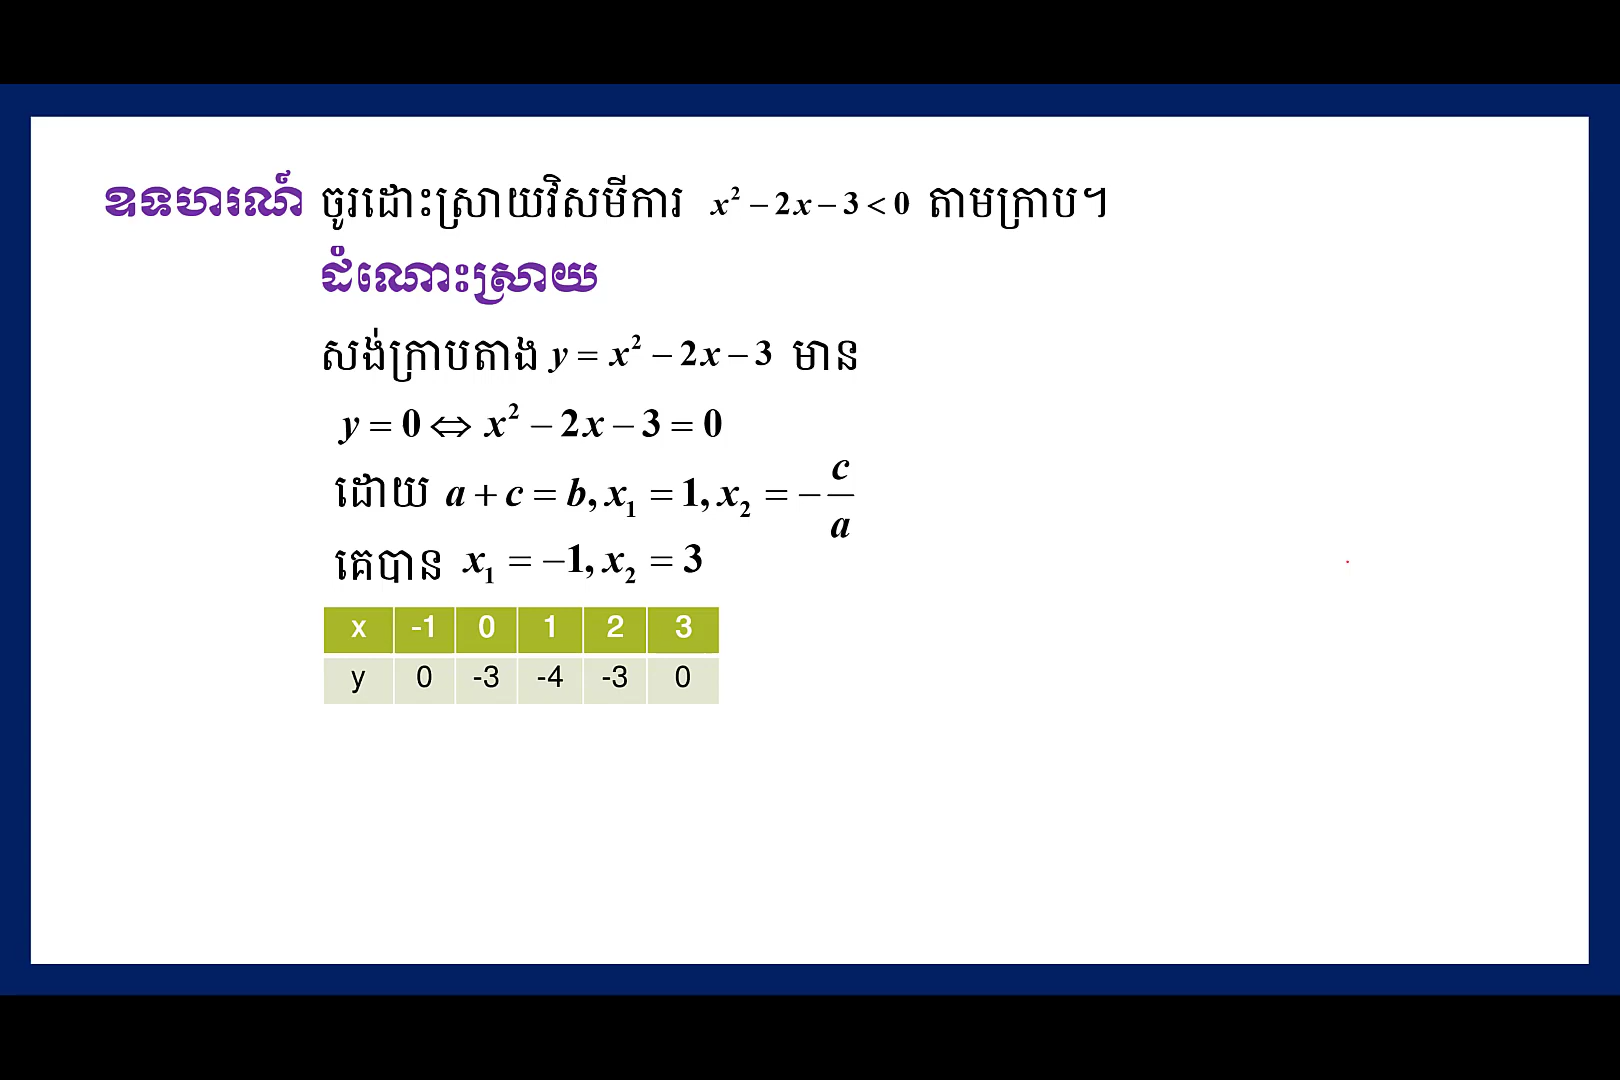 ឧទហរណ៍ ចូរដោះស្រាយវិសមីការ x² − 2x − 3 < 0 តាមក្រាប។
ដំណោះស្រាយ
សង់ក្រាបតាង y = x² − 2x − 3 មាន
y = 0 ⇔ x² − 2x − 3 = 0
ដោយ a + c = b, x₁ = 1, x₂ = −c/a
គេបាន x₁ = −1, x₂ = 3
x -1 0 1 2 3
y 0 -3 -4 -3 0